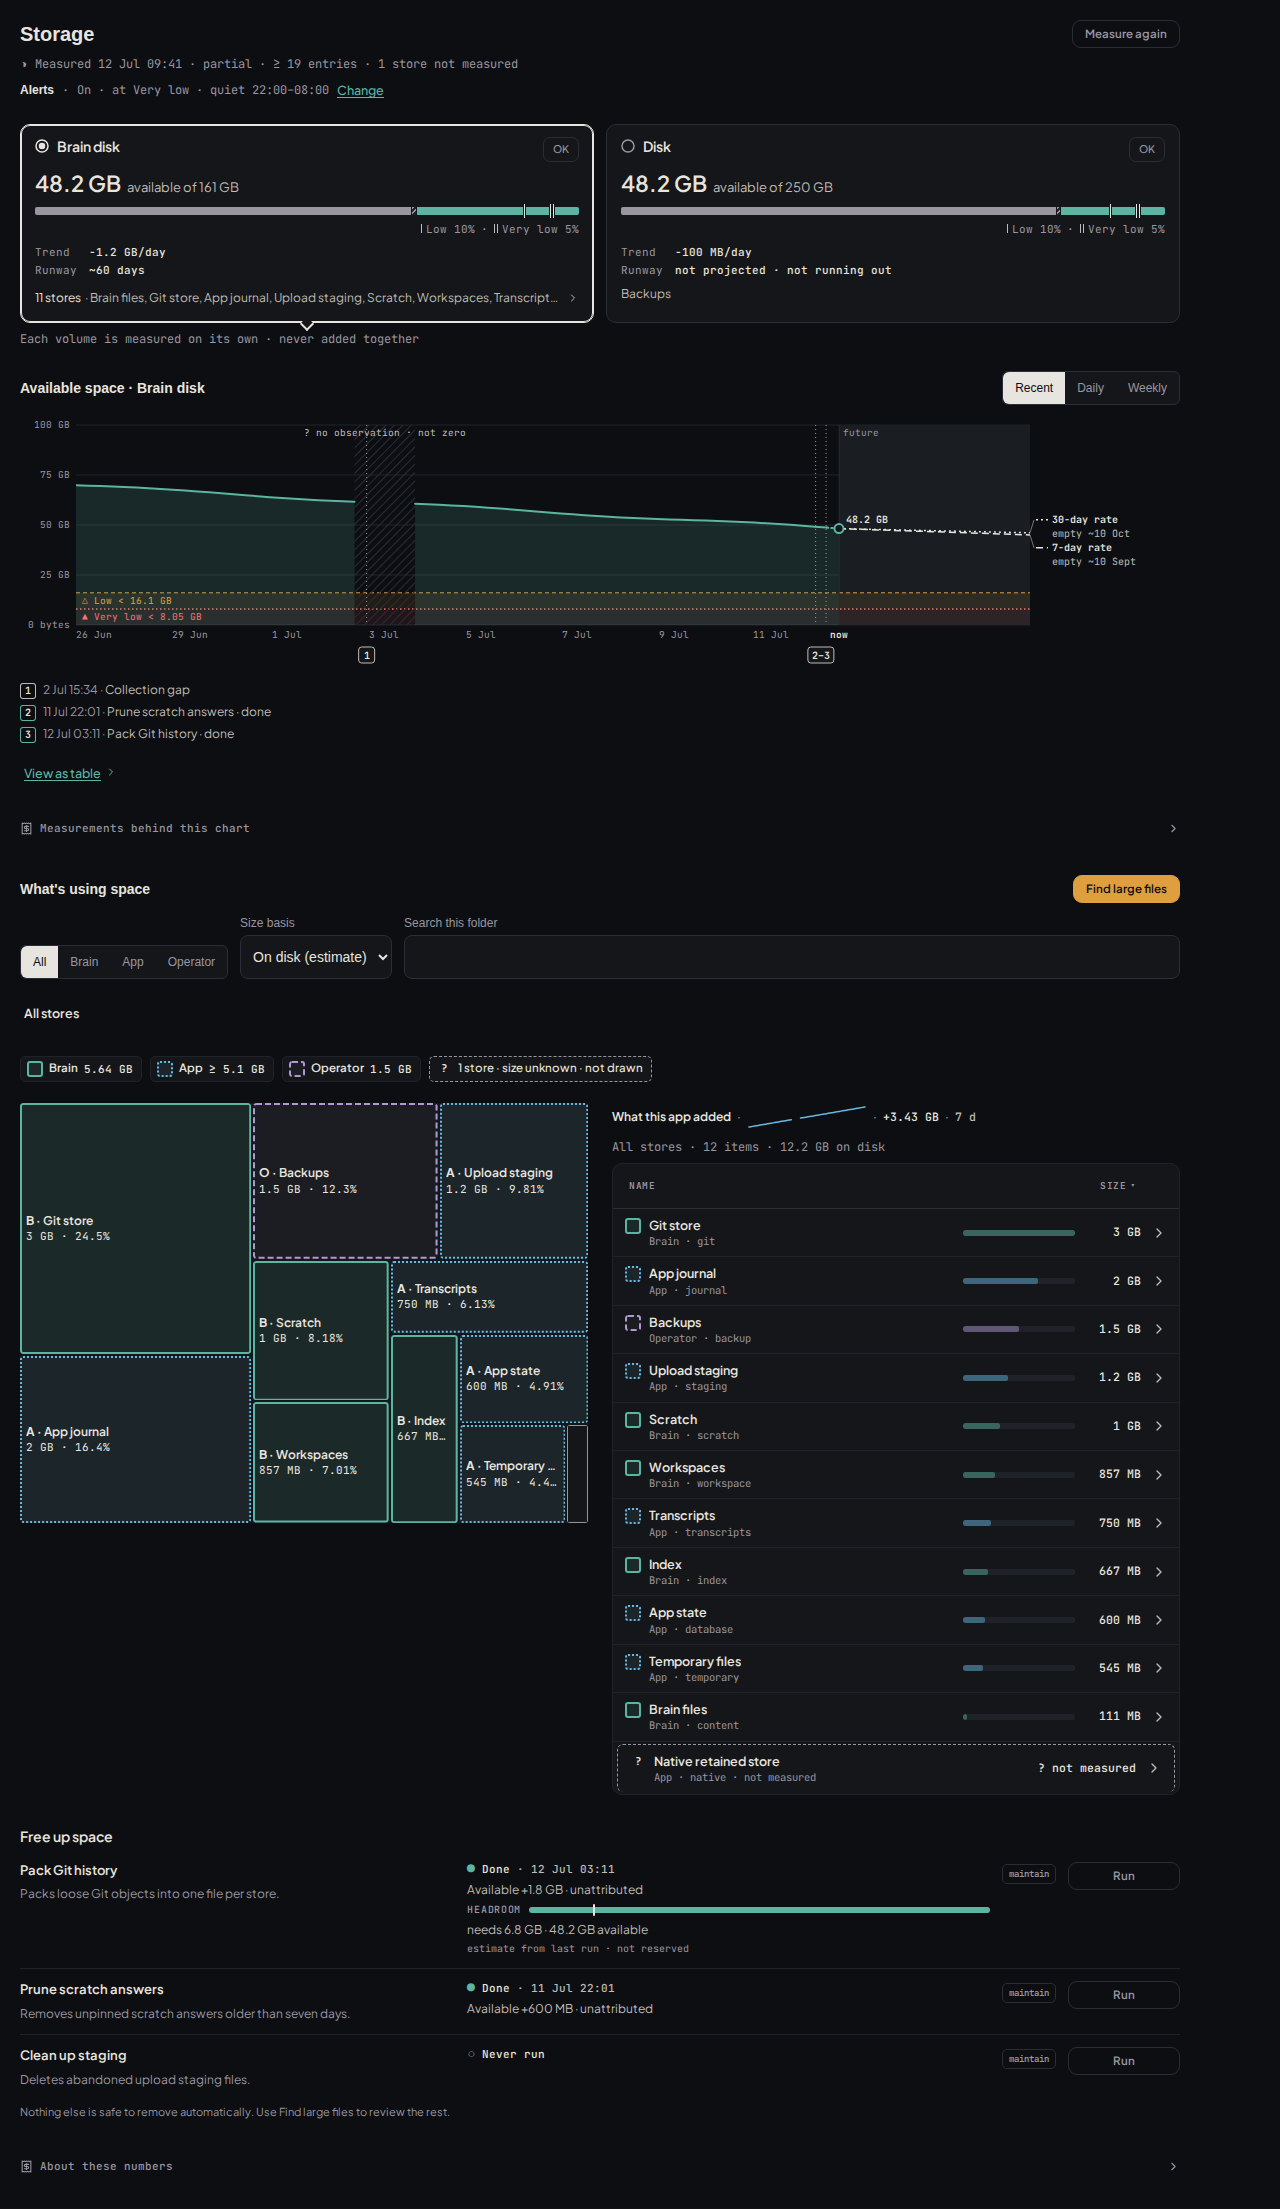 Storage
Measure again
Measured 12 Jul 09:41 · partial · ≥ 19 entries · 1 store not measured
Alerts · On · at Very low · quiet 22:00–08:00 Change
Brain disk
OK
48.2 GB available of 161 GB
Low 10% · Very low 5%
Trend -1.2 GB/day
Runway ~60 days
11 stores · Brain files, Git store, App journal, Upload staging, Scratch, Workspaces, Transcript…
Disk
OK
48.2 GB available of 250 GB
Low 10% · Very low 5%
Trend -100 MB/day
Runway not projected · not running out
Backups
Each volume is measured on its own · never added together
Available space · Brain disk
Recent Daily Weekly
100 GB
75 GB
50 GB
25 GB
0 bytes
? no observation · not zero
future
48.2 GB
30-day rate
empty ~10 Oct
7-day rate
empty ~10 Sept
△ Low < 16.1 GB
▲ Very low < 8.05 GB
26 Jun 29 Jun 1 Jul 3 Jul 5 Jul 7 Jul 9 Jul 11 Jul now
1 2–3
1 2 Jul 15:34 · Collection gap
2 11 Jul 22:01 · Prune scratch answers · done
3 12 Jul 03:11 · Pack Git history · done
View as table
Measurements behind this chart
What's using space
Find large files
All Brain App Operator
Size basis
On disk (estimate)
Search this folder
All stores
Brain 5.64 GB
App ≥ 5.1 GB
Operator 1.5 GB
? 1 store · size unknown · not drawn
B · Git store
3 GB · 24.5%
A · App journal
2 GB · 16.4%
O · Backups
1.5 GB · 12.3%
A · Upload staging
1.2 GB · 9.81%
B · Scratch
1 GB · 8.18%
B · Workspaces
857 MB · 7.01%
A · Transcripts
750 MB · 6.13%
B · Index
667 MB…
A · App state
600 MB · 4.91%
A · Temporary …
545 MB · 4.4…
What this app added · · +3.43 GB · 7 d
All stores · 12 items · 12.2 GB on disk
NAME SIZE
Git store
Brain · git
3 GB
App journal
App · journal
2 GB
Backups
Operator · backup
1.5 GB
Upload staging
App · staging
1.2 GB
Scratch
Brain · scratch
1 GB
Workspaces
Brain · workspace
857 MB
Transcripts
App · transcripts
750 MB
Index
Brain · index
667 MB
App state
App · database
600 MB
Temporary files
App · temporary
545 MB
Brain files
Brain · content
111 MB
? Native retained store
App · native · not measured
? not measured
Free up space
Pack Git history
Packs loose Git objects into one file per store.
Done · 12 Jul 03:11
Available +1.8 GB · unattributed
HEADROOM
needs 6.8 GB · 48.2 GB available
estimate from last run · not reserved
maintain
Run
Prune scratch answers
Removes unpinned scratch answers older than seven days.
Done · 11 Jul 22:01
Available +600 MB · unattributed
maintain
Run
Clean up staging
Deletes abandoned upload staging files.
Never run
maintain
Run
Nothing else is safe to remove automatically. Use Find large files to review the rest.
About these numbers